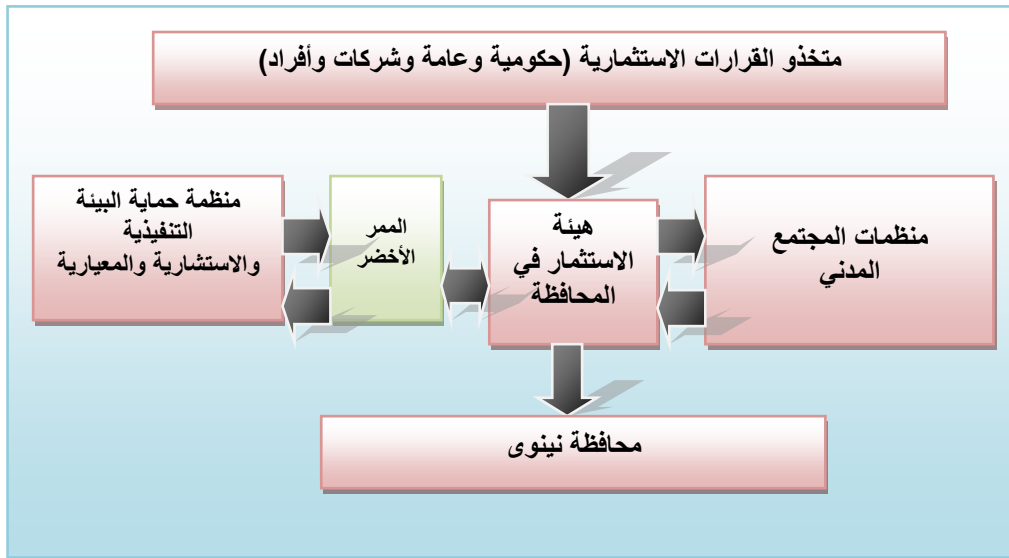 متخذو القرارات الاستثمارية (حكومية وعامة وشركات وأفراد)
منظمات المجتمع
المدني
هيئة
الاستثمار في
المحافظة
الممر
الأخضر
منظمة حماية البيئة
التنفيذية
والاستشارية والمعيارية
محافظة نينوى